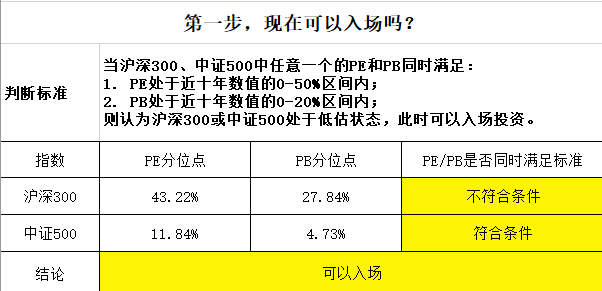 第一步，现在可以入场吗？
判断标准
当沪深300、中证500中任意一个的PE和PB同时满足：
1. PE处于近十年数值的0-50%区间内；
2. PB处于近十年数值的0-20%区间内；
则认为沪深300或中证500处于低估状态，此时可以入场投资。
指数 PE分位点 PB分位点 PE/PB是否同时满足标准
沪深300 43.22% 27.84% 不符合条件
中证500 11.84% 4.73% 符合条件
结论 可以入场